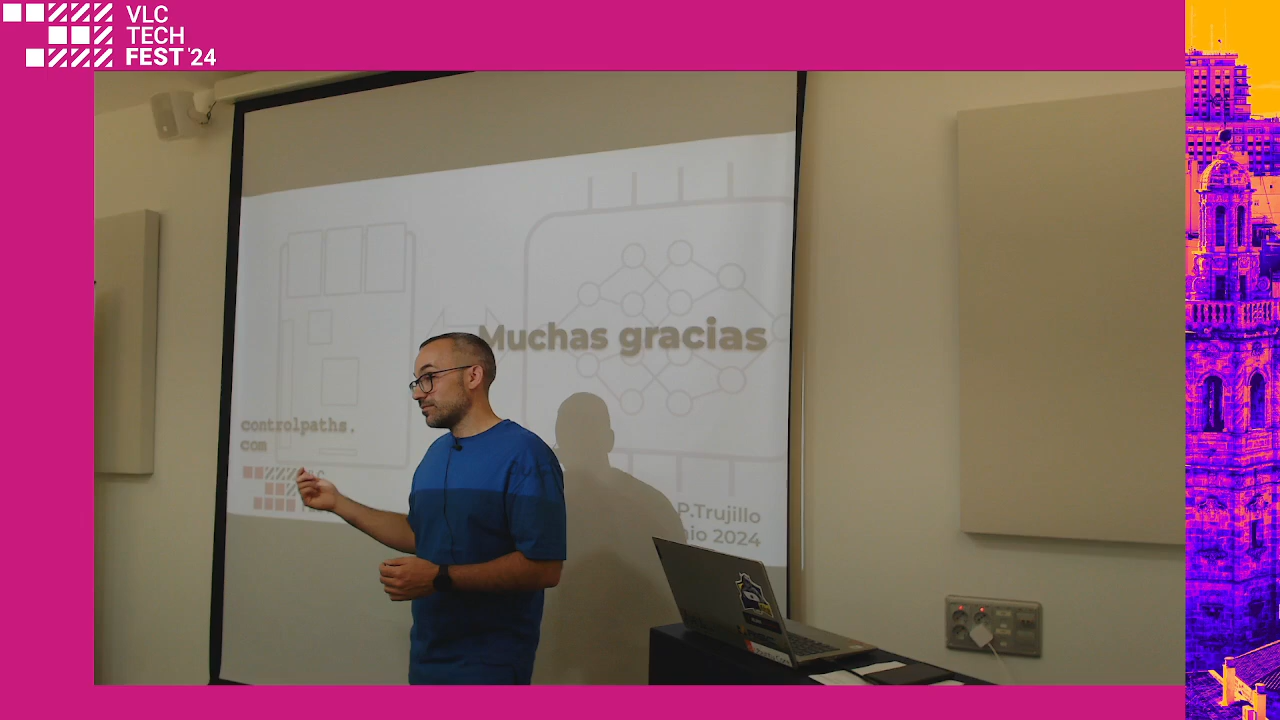 VLC
TECH
FEST '24
Muchas gracias
controlpaths.
com
P.Trujillo
nio 2024